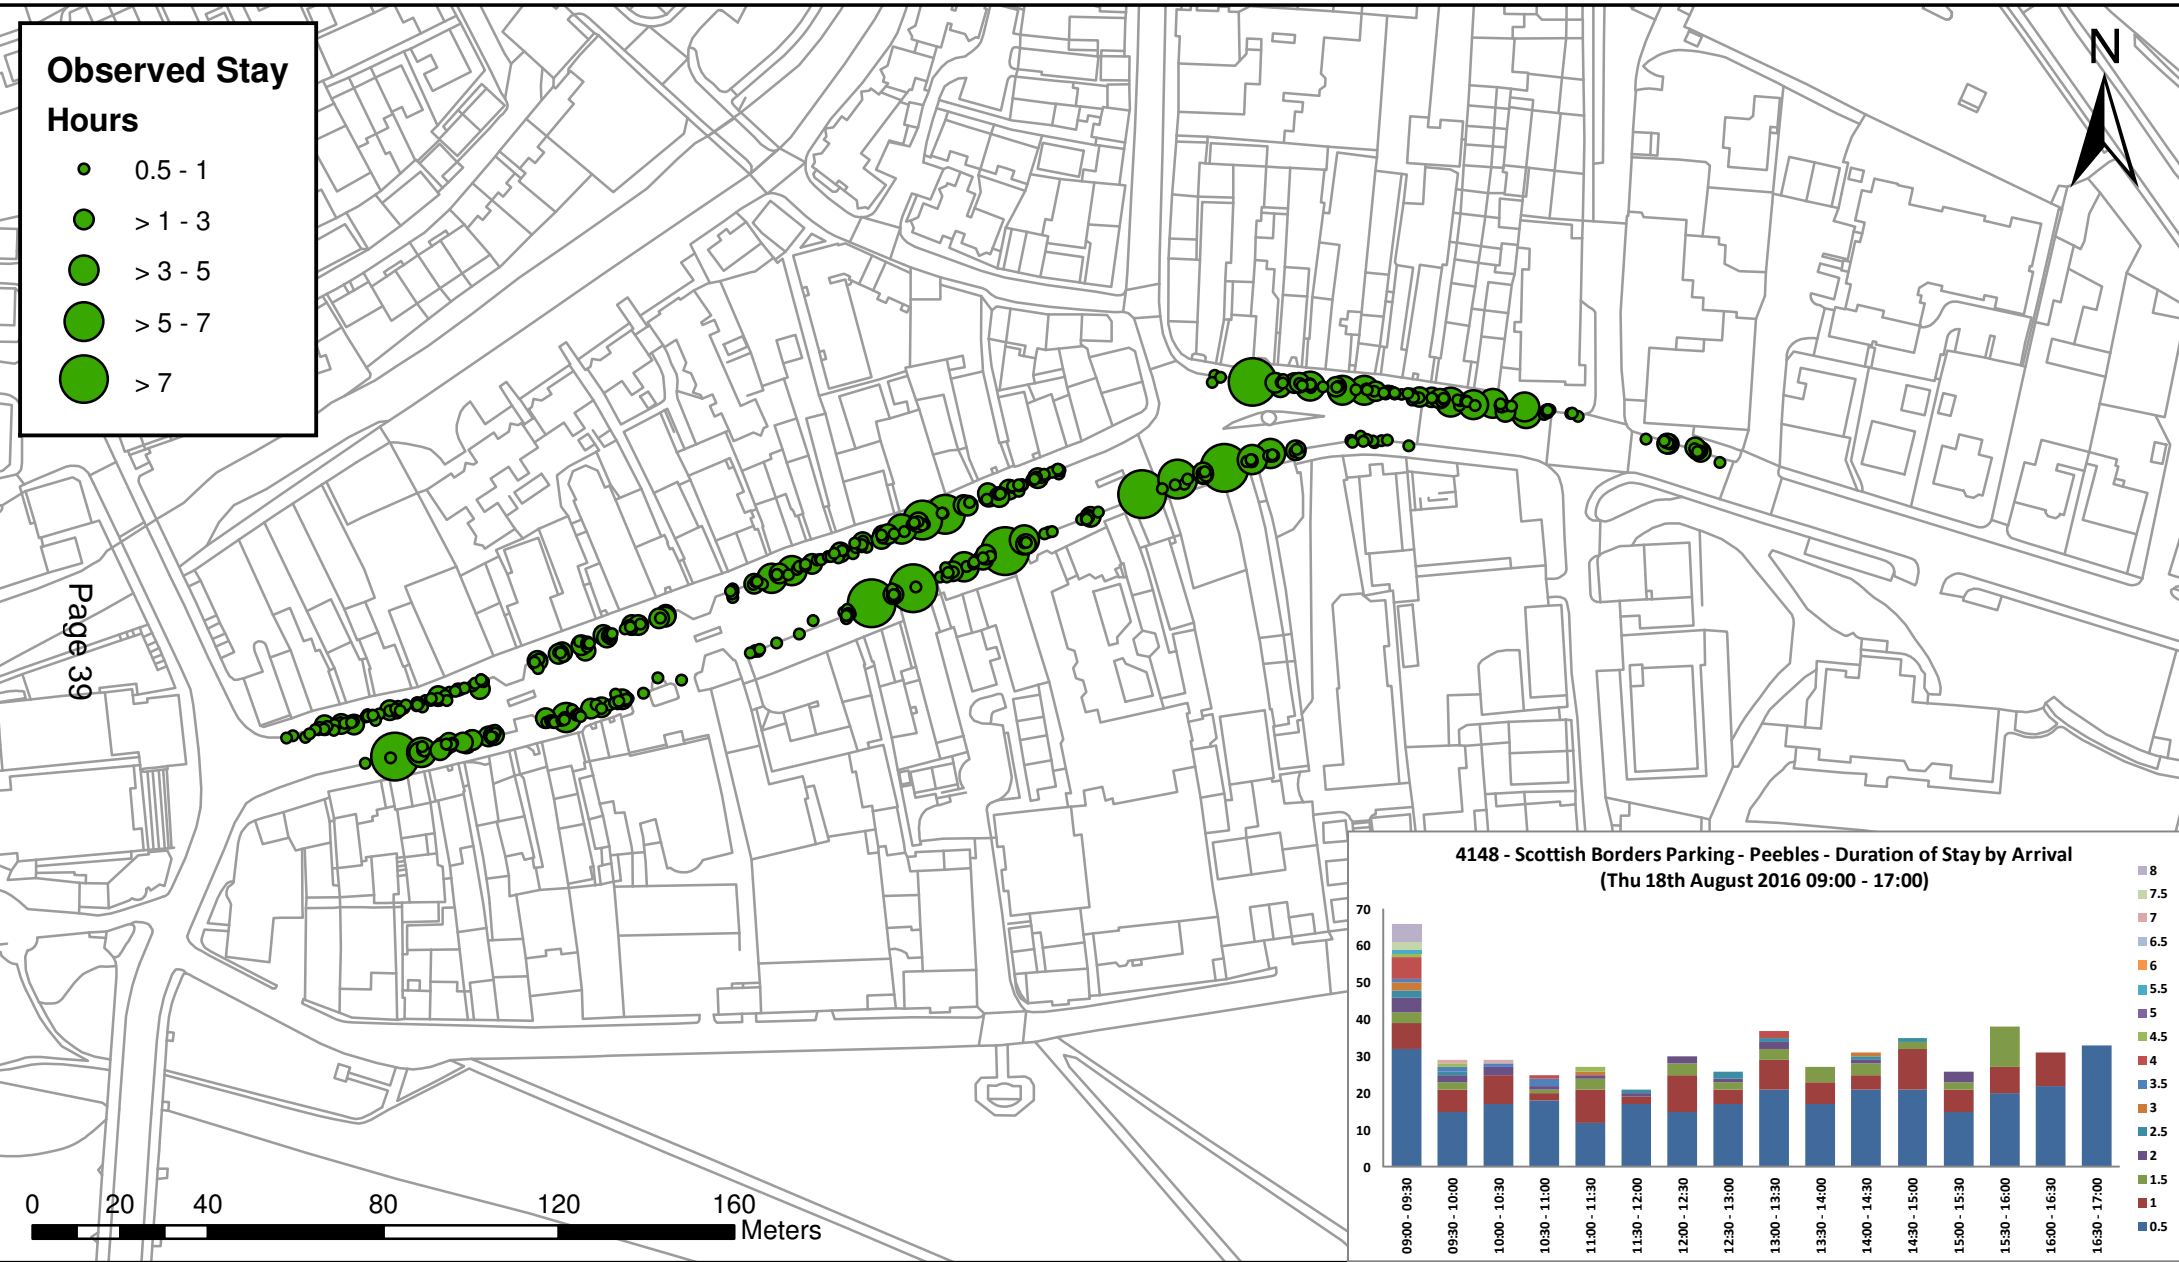 Observed Stay
Hours
0.5 - 1
> 1 - 3
> 3 - 5
> 5 - 7
> 7
N
Page 39
0 20 40 80 120 160
Meters
4148 - Scottish Borders Parking - Peebles - Duration of Stay by Arrival
(Thu 18th August 2016 09:00 - 17:00)
70
60
50
40
30
20
10
0
09:00 - 09:30
09:30 - 10:00
10:00 - 10:30
10:30 - 11:00
11:00 - 11:30
11:30 - 12:00
12:00 - 12:30
12:30 - 13:00
13:00 - 13:30
13:30 - 14:00
14:00 - 14:30
14:30 - 15:00
15:00 - 15:30
15:30 - 16:00
16:00 - 16:30
16:30 - 17:00
8
7.5
7
6.5
6
5.5
5
4.5
4
3.5
3
2.5
2
1.5
1
0.5